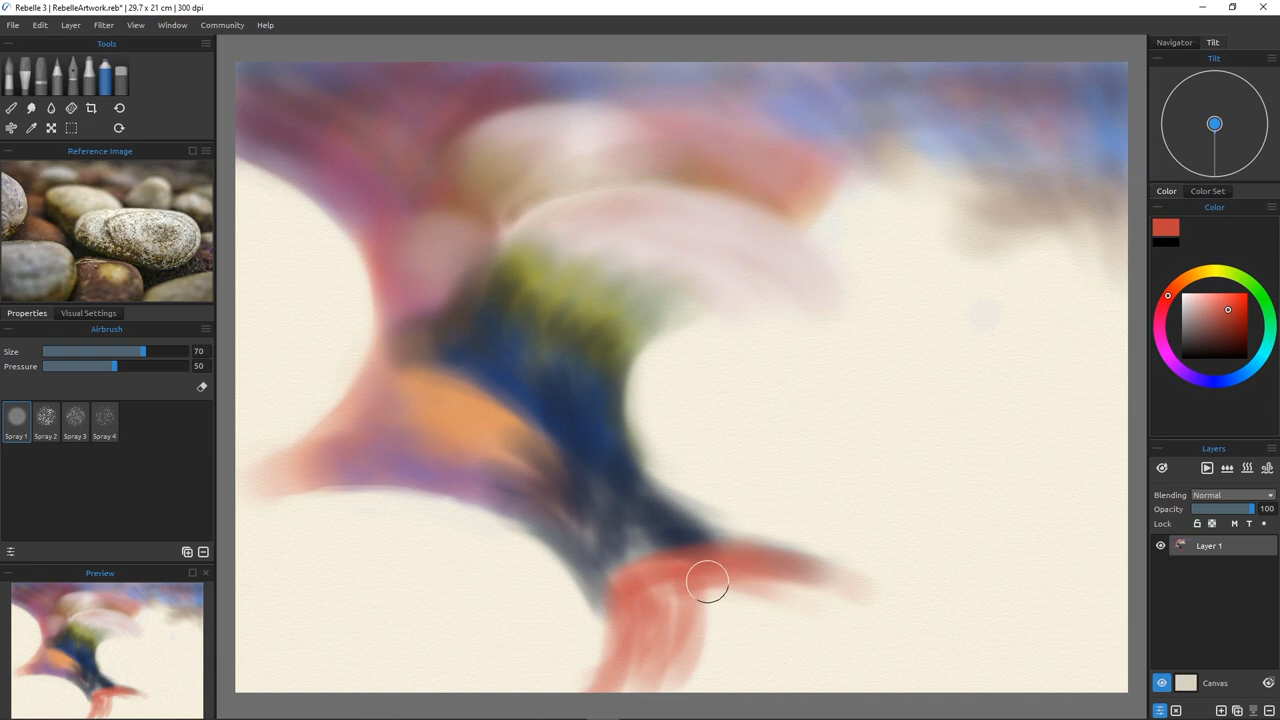 Rebelle 3 | RebelleArtwork.reb* | 29.7 x 21 cm | 300 dpi
File Edit Layer Filter View Window Community Help
Tools
Reference Image
Properties Visual Settings
Airbrush
Size 70
Pressure 50
Spray 1 Spray 2 Spray 3 Spray 4
Preview
Navigator Tilt
Tilt
Color Color Set
Color
Layers
Blending Normal
Opacity 100
Lock M T
Layer 1
Canvas